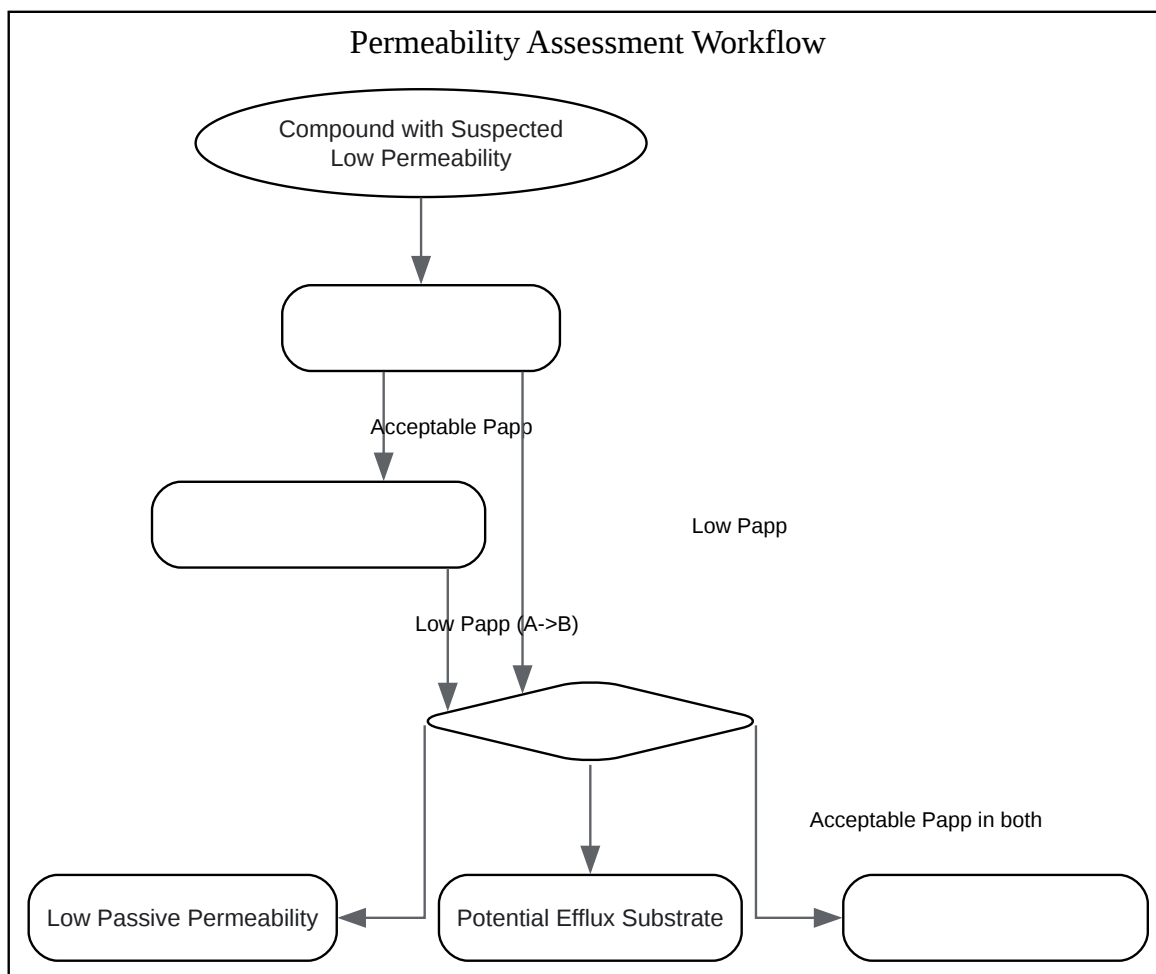 Permeability Assessment Workflow
Compound with Suspected
Low Permeability
Acceptable Papp
Low Papp
Low Papp (A->B)
Acceptable Papp in both
Low Passive Permeability
Potential Efflux Substrate